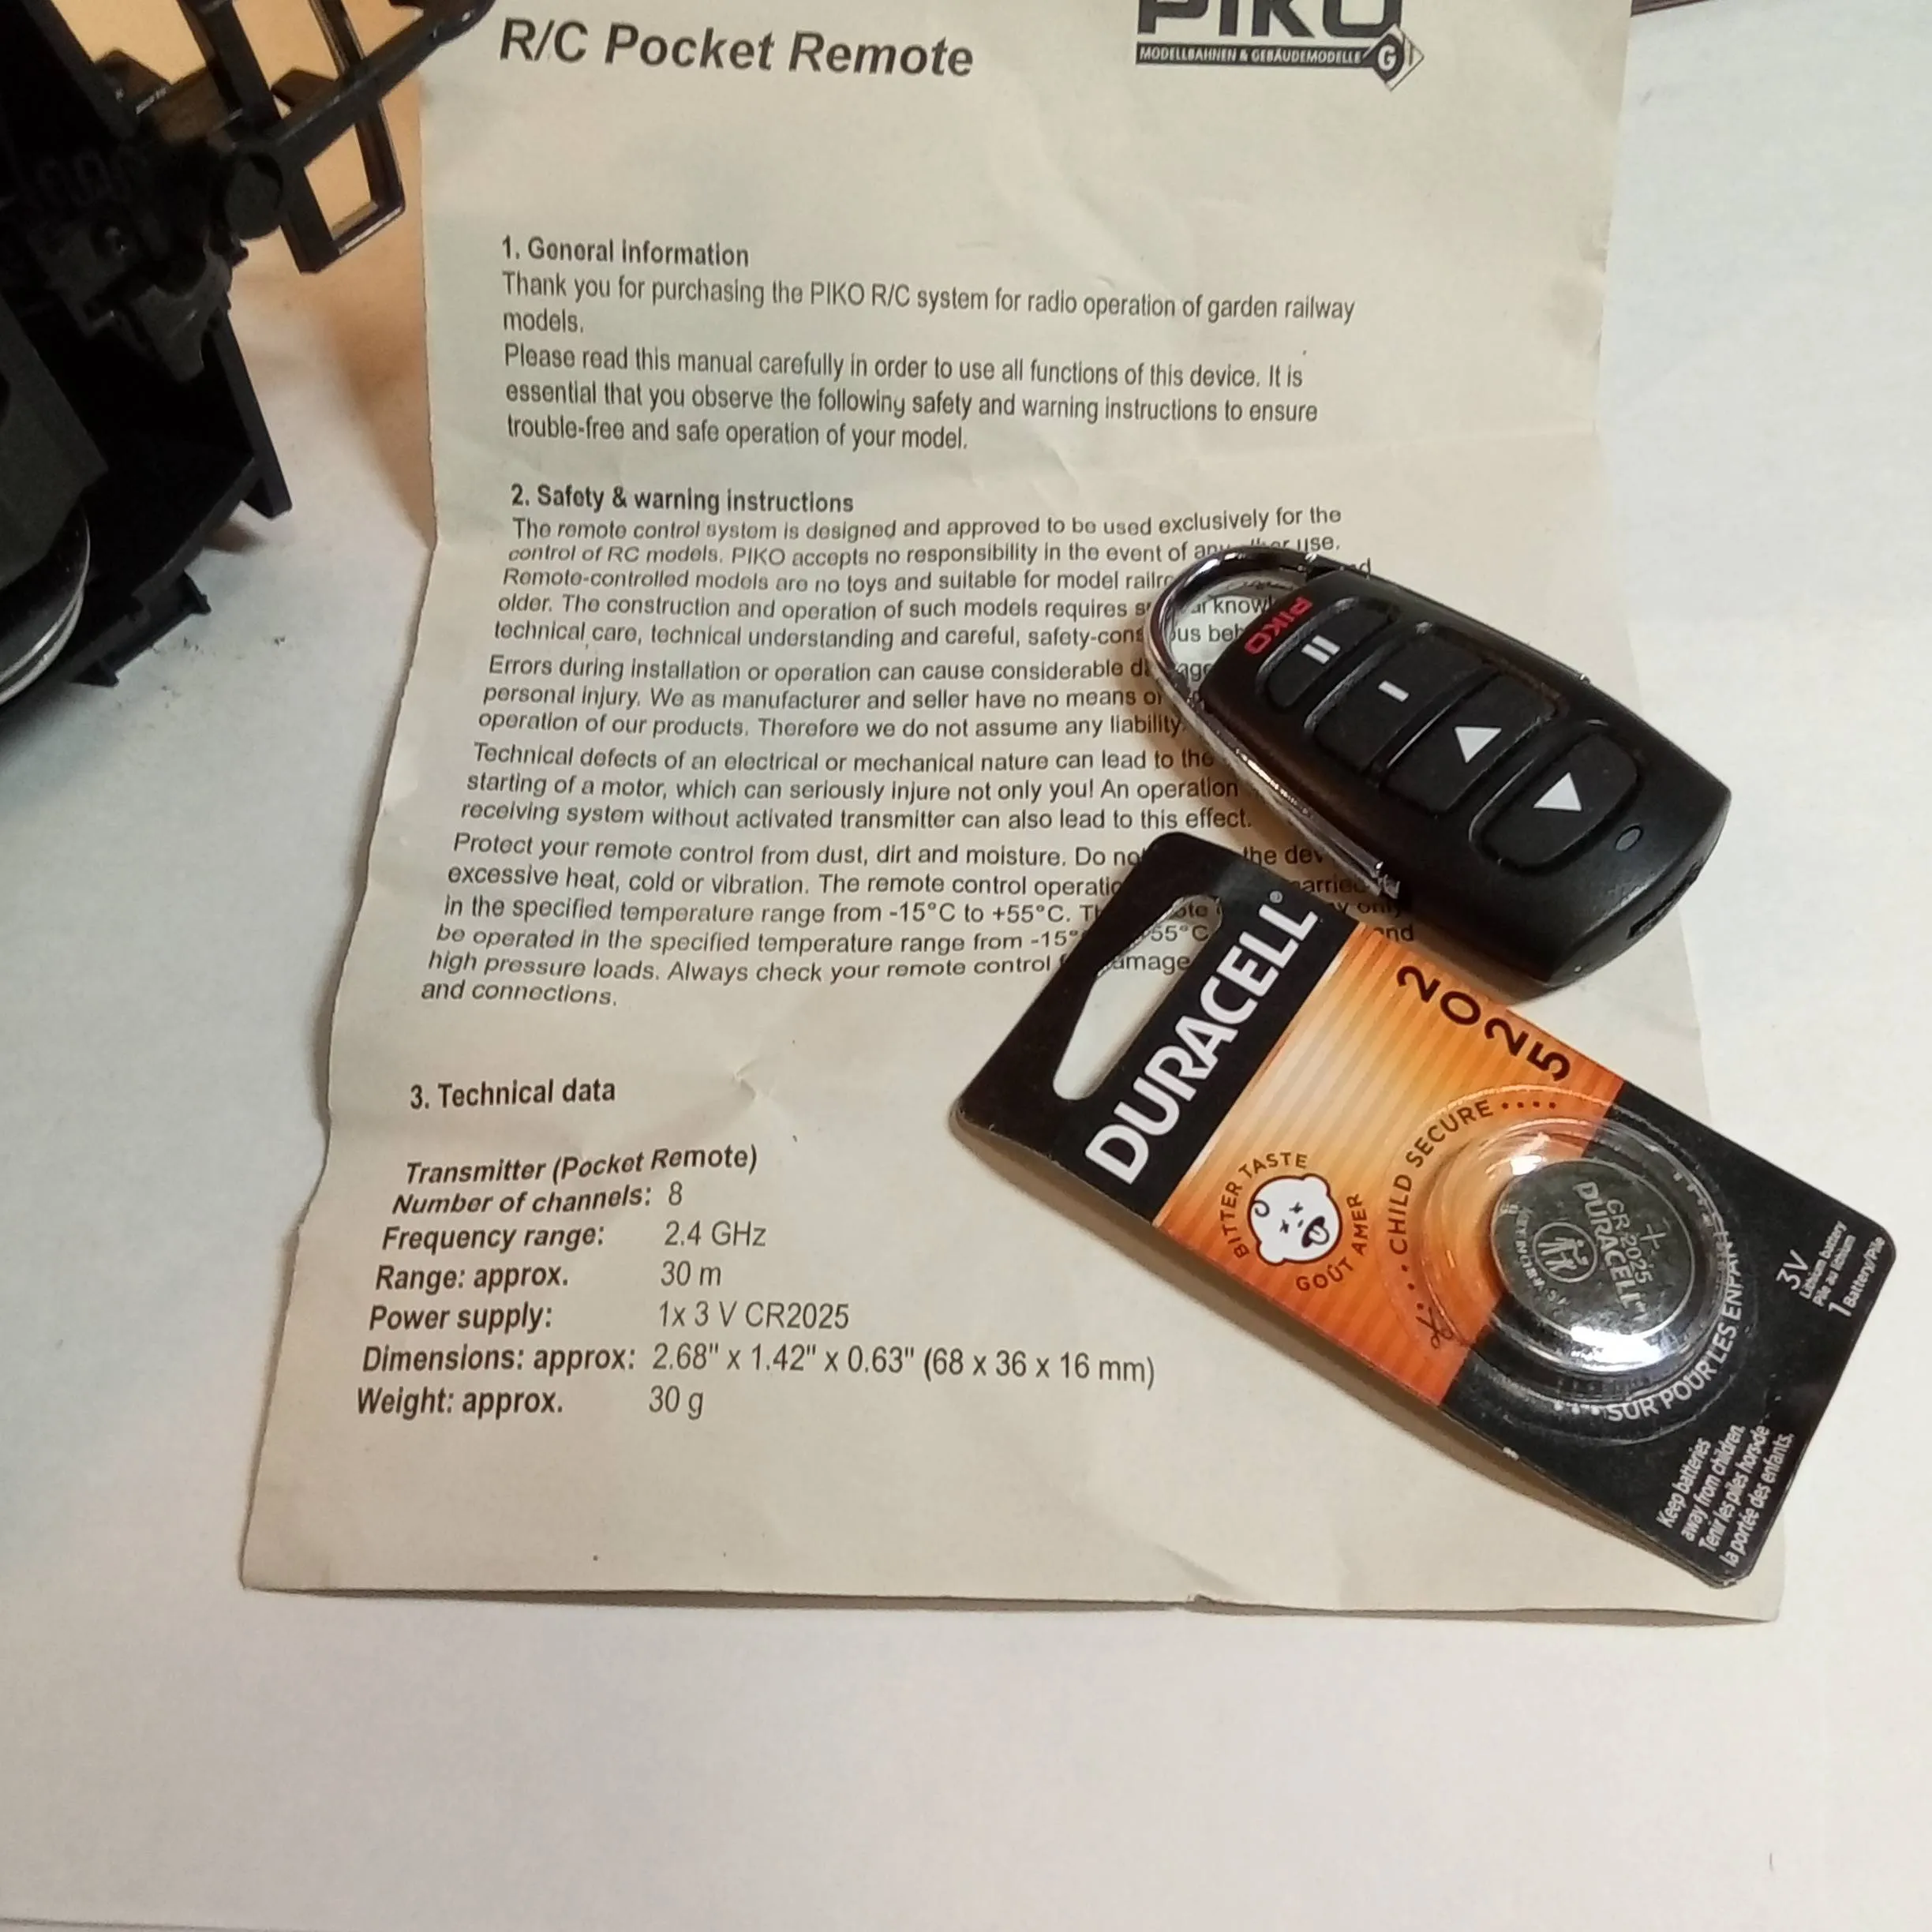 R/C Pocket Remote
PIKO
MODELLBAHNEN & GEBÄUDEMODELLE G
1. General information
Thank you for purchasing the PIKO R/C system for radio operation of garden railway
models.
Please read this manual carefully in order to use all functions of this device. It is
essential that you observe the following safety and warning instructions to ensure
trouble-free and safe operation of your model.
2. Safety & warning instructions
The remote control system is designed and approved to be used exclusively for the
control of RC models. PIKO accepts no responsibility in the event of use.
Remote-controlled models are no toys and suitable for model
older. The construction and operation of such models requires
technical care, technical understanding and careful,
Errors during installation or operation can cause considerable
personal injury. We as manufacturer and seller have no means
operation of our products. Therefore we do not assume any liability
Technical defects of an electrical or mechanical nature can lead to the
starting of a motor, which can seriously injure not only you! An operation
receiving system without activated transmitter can also lead to this effect.
Protect your remote control from dust, dirt and moisture. Do the
excessive heat, cold or vibration. The remote control
in the specified temperature range from -15°C to +55°C.
be operated in the specified temperature range from 55°C and
high pressure loads. Always check your remote control
and connections.
3. Technical data
Transmitter (Pocket Remote)
Number of channels: 8
Frequency range: 2.4 GHz
Range: approx. 30 m
Power supply: 1x 3 V CR2025
Dimensions: approx: 2.68" x 1.42" x 0.63" (68 x 36 x 16 mm)
Weight: approx. 30 g
PIKO
II
I
DURACELL®
2025
BITTER TASTE
GOÛT AMER
CHILD SECURE
SÛR POUR LES ENFANTS
+
CR2025
DURACELL
3V
Lithium battery
Pile au lithium
1 Battery/Pile
Keep batteries
away from children.
Tenir les piles hors de
la portée des enfants.